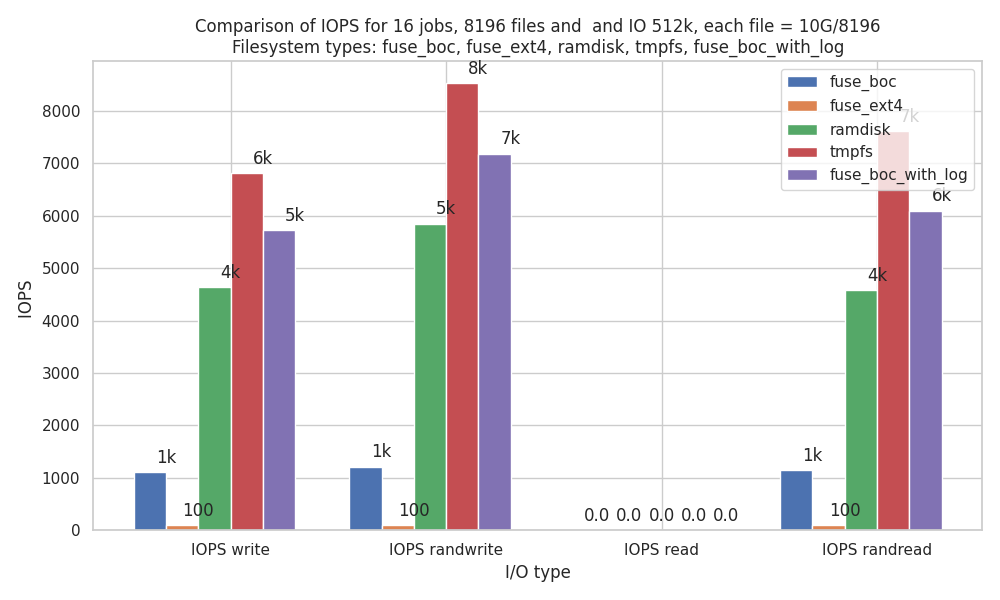 Comparison of IOPS for 16 jobs, 8196 files and  and IO 512k, each file = 10G/8196
Filesystem types: fuse_boc, fuse_ext4, ramdisk, tmpfs, fuse_boc_with_log
fuse_boc
fuse_ext4
ramdisk
tmpfs
fuse_boc_with_log
IOPS
8000
7000
6000
5000
4000
3000
2000
1000
0
1k
100
4k
6k
5k
1k
100
5k
8k
7k
0.0 0.0 0.0 0.0 0.0
1k
100
4k
7k
6k
IOPS write
IOPS randwrite
IOPS read
IOPS randread
I/O type